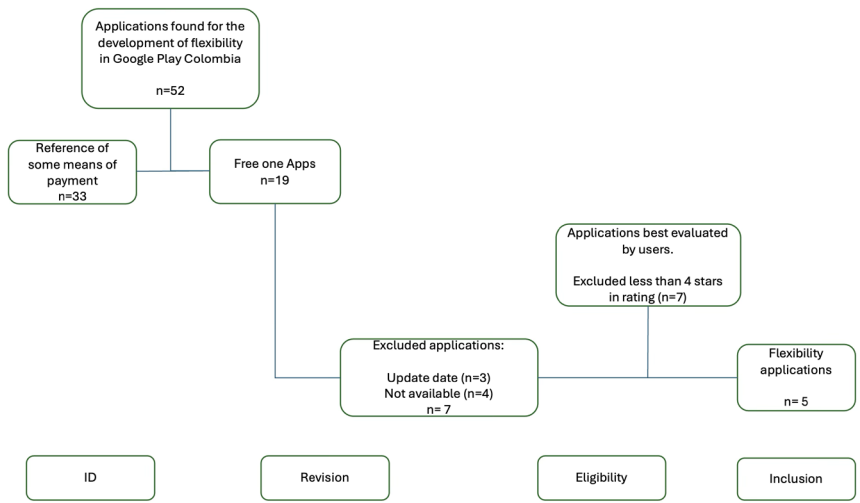 Applications found for the
development of flexibility
in Google Play Colombia
n=52
Reference of
some means of
payment
n=33
Free one Apps
n=19
Applications best evaluated
by users.
Excluded less than 4 stars
in rating (n=7)
Excluded applications:
Update date (n=3)
Not available (n=4)
n= 7
Flexibility
applications
n= 5
ID
Revision
Eligibility
Inclusion